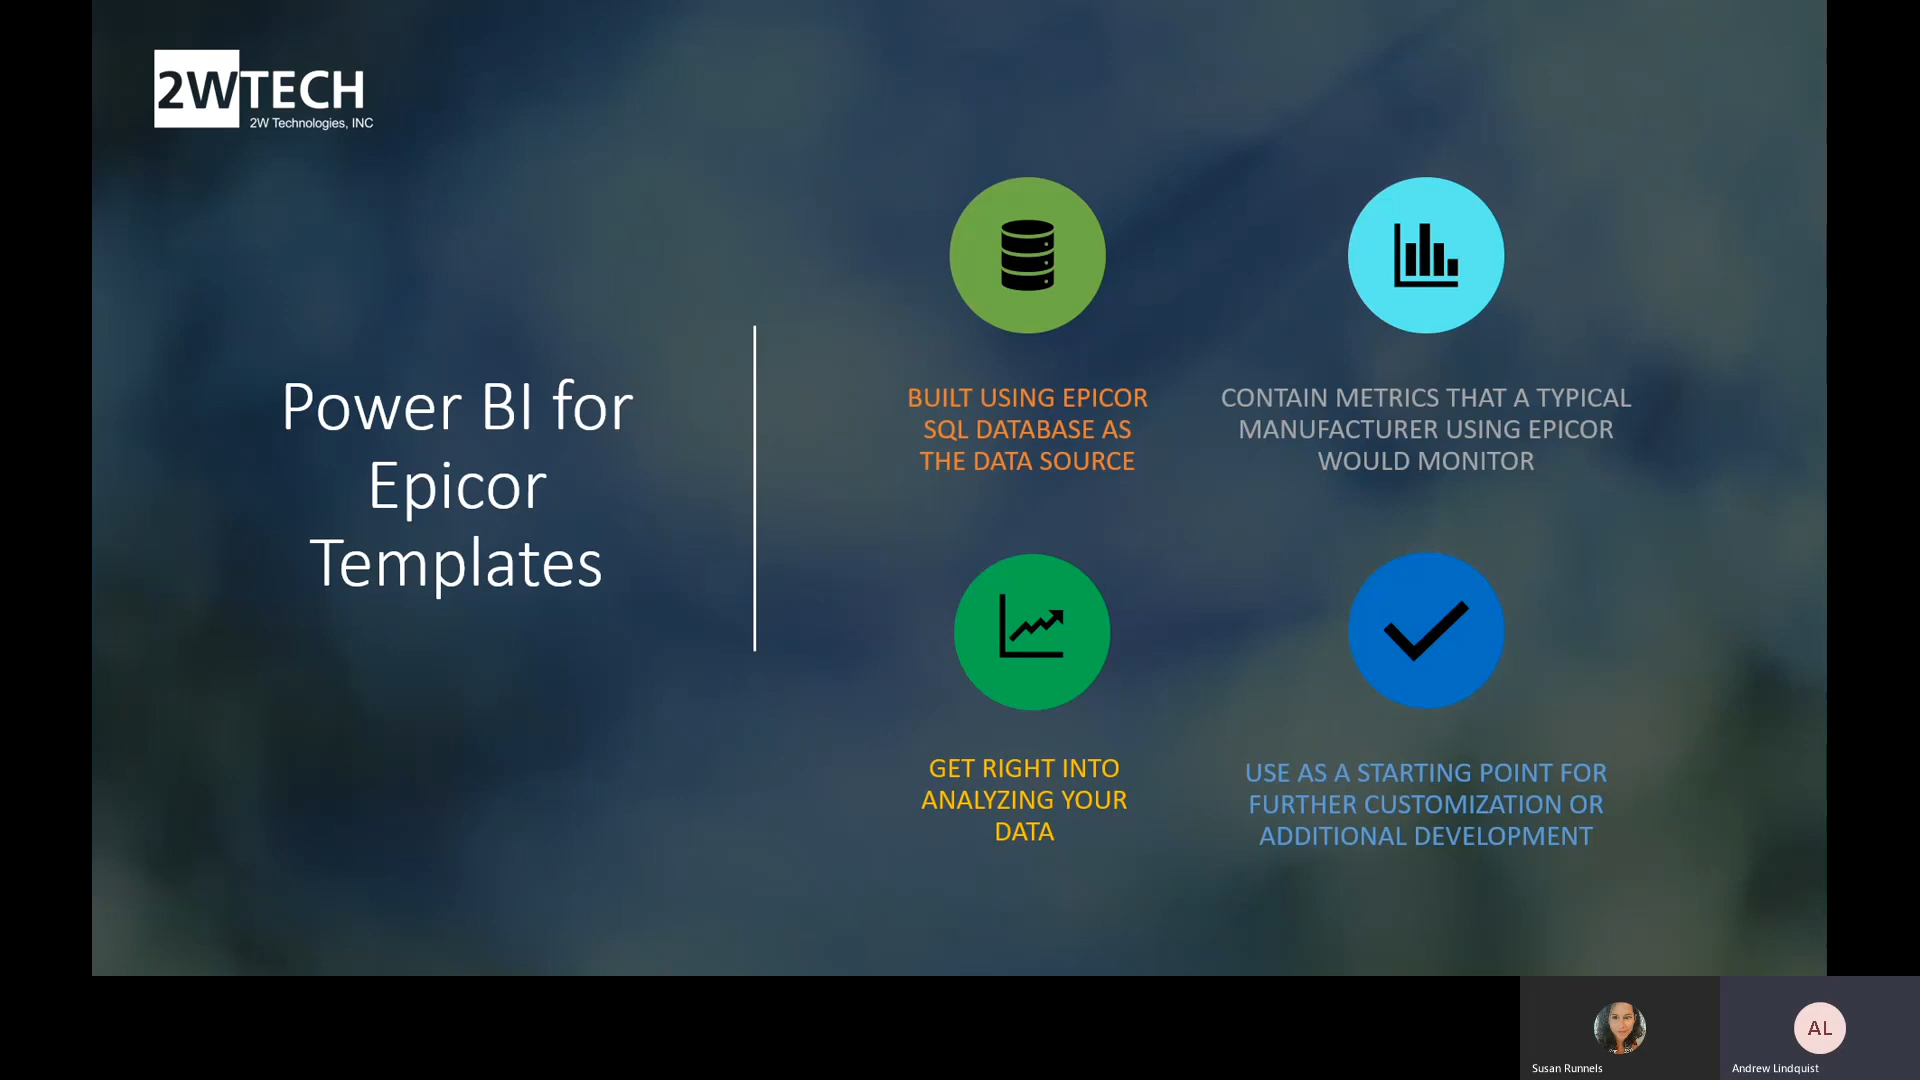 2WTECH
2W Technologies, INC
Power BI for
Epicor
Templates
BUILT USING EPICOR
SQL DATABASE AS
THE DATA SOURCE
CONTAIN METRICS THAT A TYPICAL
MANUFACTURER USING EPICOR
WOULD MONITOR
GET RIGHT INTO
ANALYZING YOUR
DATA
USE AS A STARTING POINT FOR
FURTHER CUSTOMIZATION OR
ADDITIONAL DEVELOPMENT
AL
Susan Runnels
Andrew Lindquist